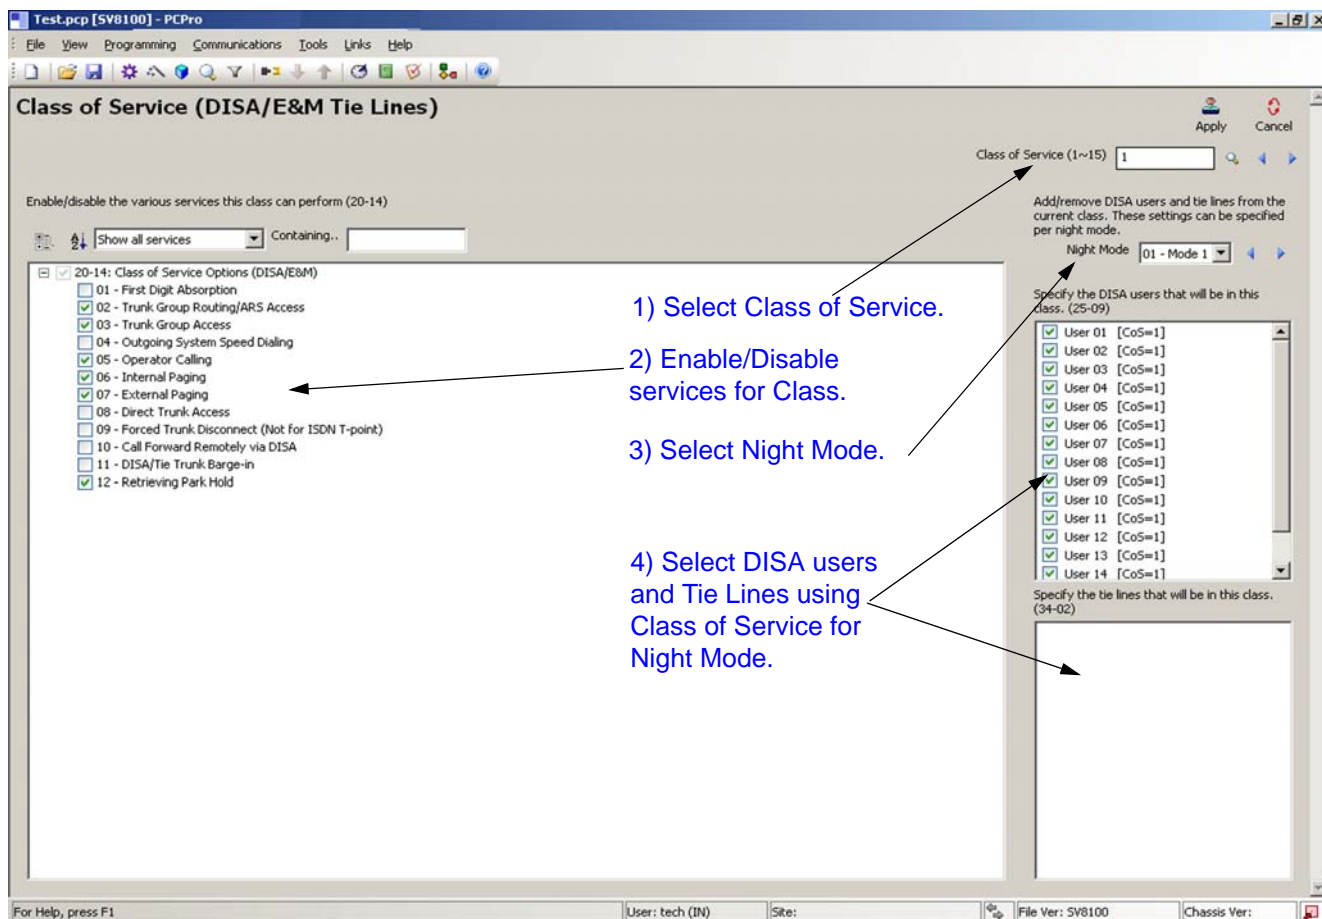 Test.pcp [SV8100] - PCPro
File View Programming Communications Tools Links Help
Class of Service (DISA/E&M Tie Lines)
Apply Cancel
Class of Service (1~15) 1
Enable/disable the various services this class can perform (20-14)
Show all services Containing..
20-14: Class of Service Options (DISA/E&M)
01 - First Digit Absorption
02 - Trunk Group Routing/ARS Access
03 - Trunk Group Access
04 - Outgoing System Speed Dialing
05 - Operator Calling
06 - Internal Paging
07 - External Paging
08 - Direct Trunk Access
09 - Forced Trunk Disconnect (Not for ISDN T-point)
10 - Call Forward Remotely via DISA
11 - DISA/Tie Trunk Barge-in
12 - Retrieving Park Hold
1) Select Class of Service.
2) Enable/Disable
services for Class.
3) Select Night Mode.
4) Select DISA users
and Tie Lines using
Class of Service for
Night Mode.
Add/remove DISA users and tie lines from the
current class. These settings can be specified
per night mode.
Night Mode 01 - Mode 1
Specify the DISA users that will be in this
class. (25-09)
User 01 [CoS=1]
User 02 [CoS=1]
User 03 [CoS=1]
User 04 [CoS=1]
User 05 [CoS=1]
User 06 [CoS=1]
User 07 [CoS=1]
User 08 [CoS=1]
User 09 [CoS=1]
User 10 [CoS=1]
User 11 [CoS=1]
User 12 [CoS=1]
User 13 [CoS=1]
User 14 [CoS=1]
Specify the tie lines that will be in this class.
(34-02)
For Help, press F1
User: tech (IN)
Site:
File Ver: SV8100
Chassis Ver: